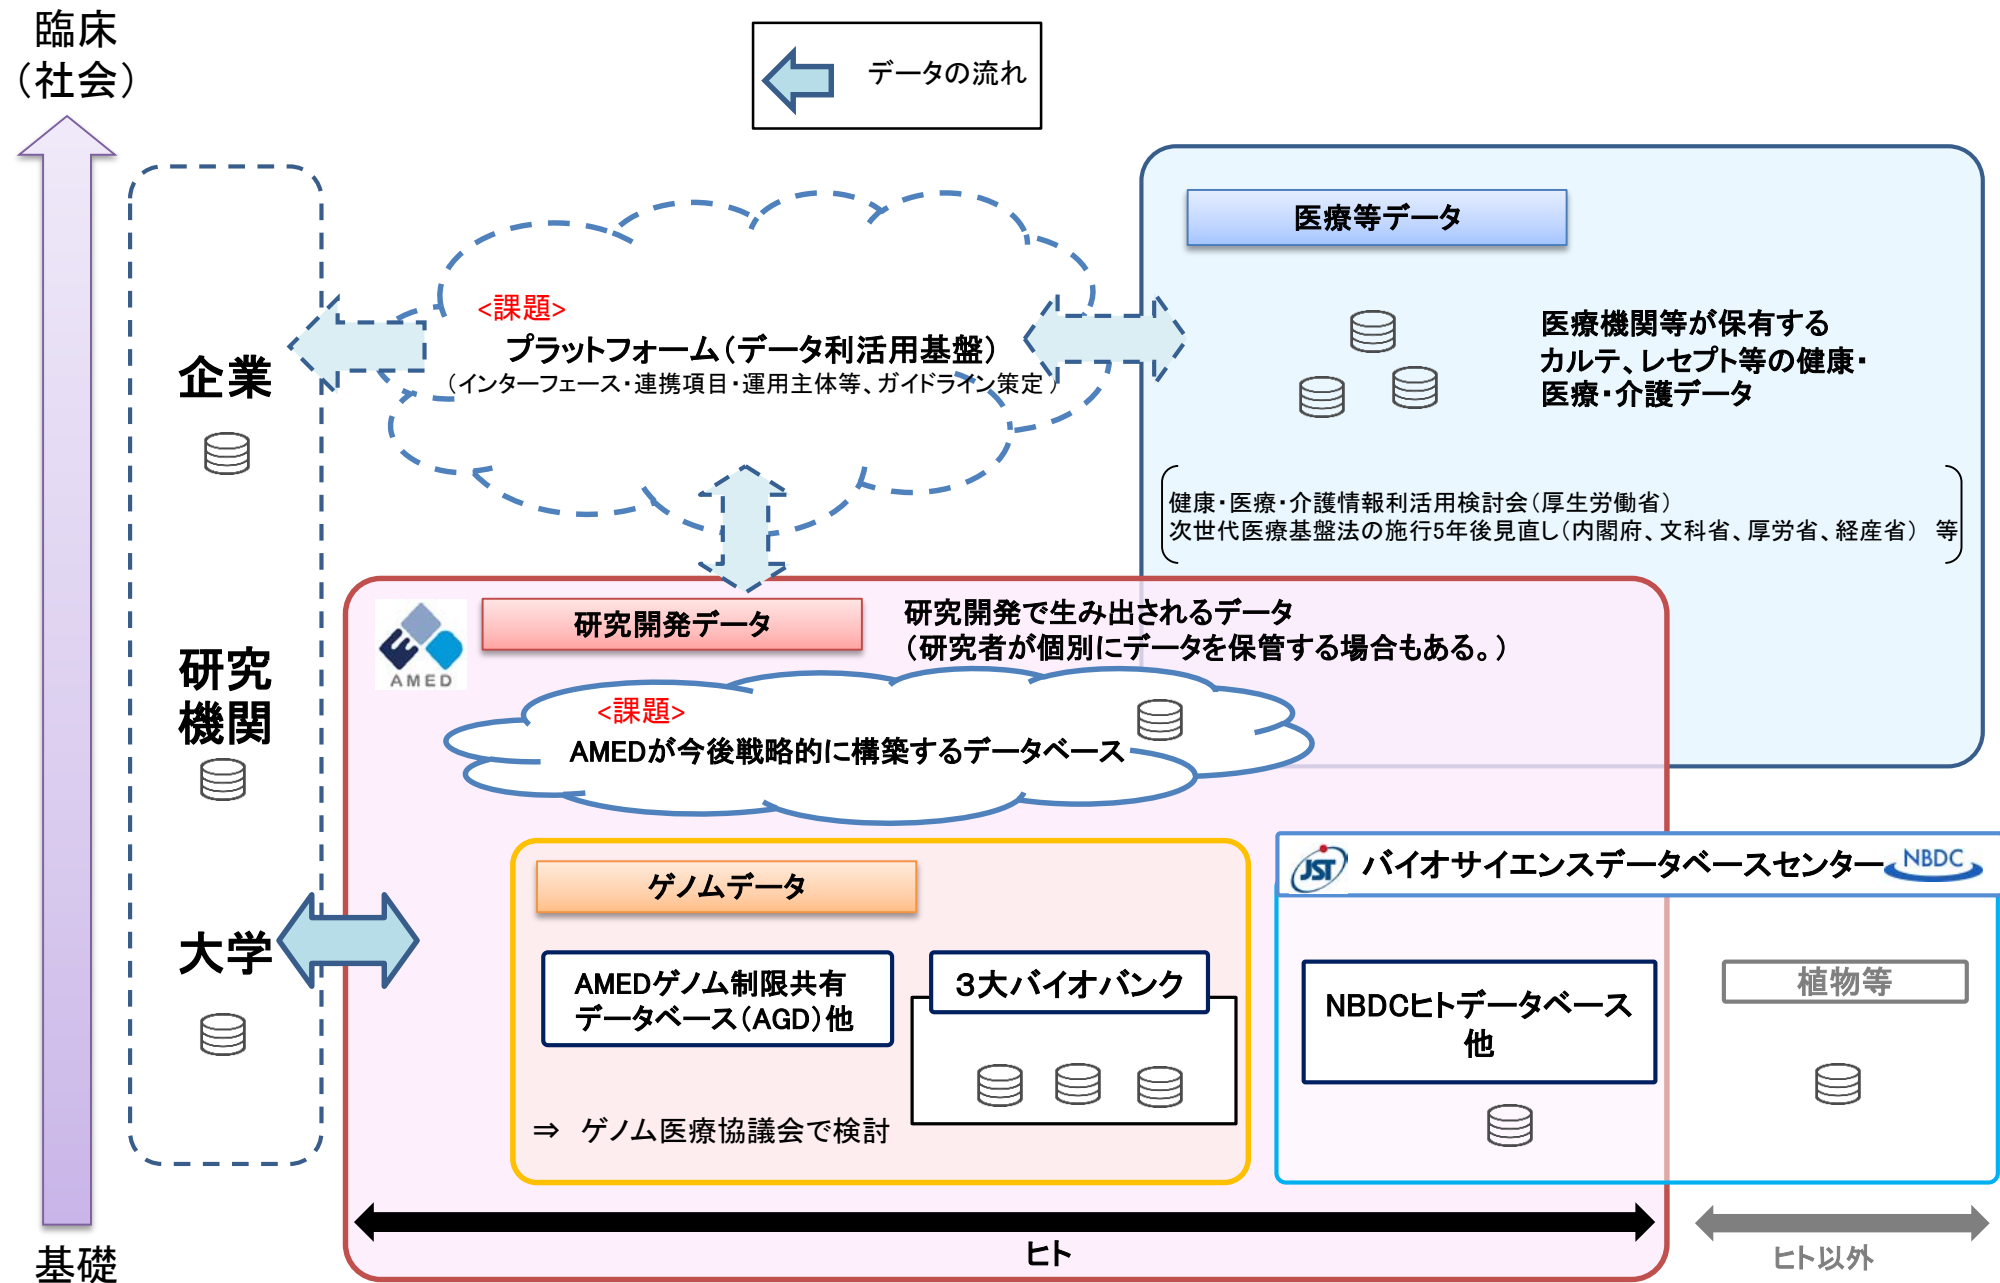 臨床
（社会）
データの流れ
医療等データ
<課題>
プラットフォーム（データ利活用基盤）
（インターフェース・連携項目・運用主体等、ガイドライン策定）
医療機関等が保有する
カルテ、レセプト等の健康・
医療・介護データ
企業
健康・医療・介護情報利活用検討会（厚生労働省）
次世代医療基盤法の施行5年後見直し（内閣府、文科省、厚労省、経産省） 等
AMED
研究開発データ
研究開発で生み出されるデータ
（研究者が個別にデータを保管する場合もある。）
研究
機関
<課題>
AMEDが今後戦略的に構築するデータベース
JST
バイオサイエンスデータベースセンター
NBDC
ゲノムデータ
大学
AMEDゲノム制限共有
データベース（AGD）他
３大バイオバンク
NBDCヒトデータベース
他
植物等
⇒ ゲノム医療協議会で検討
ヒト
ヒト以外
基礎